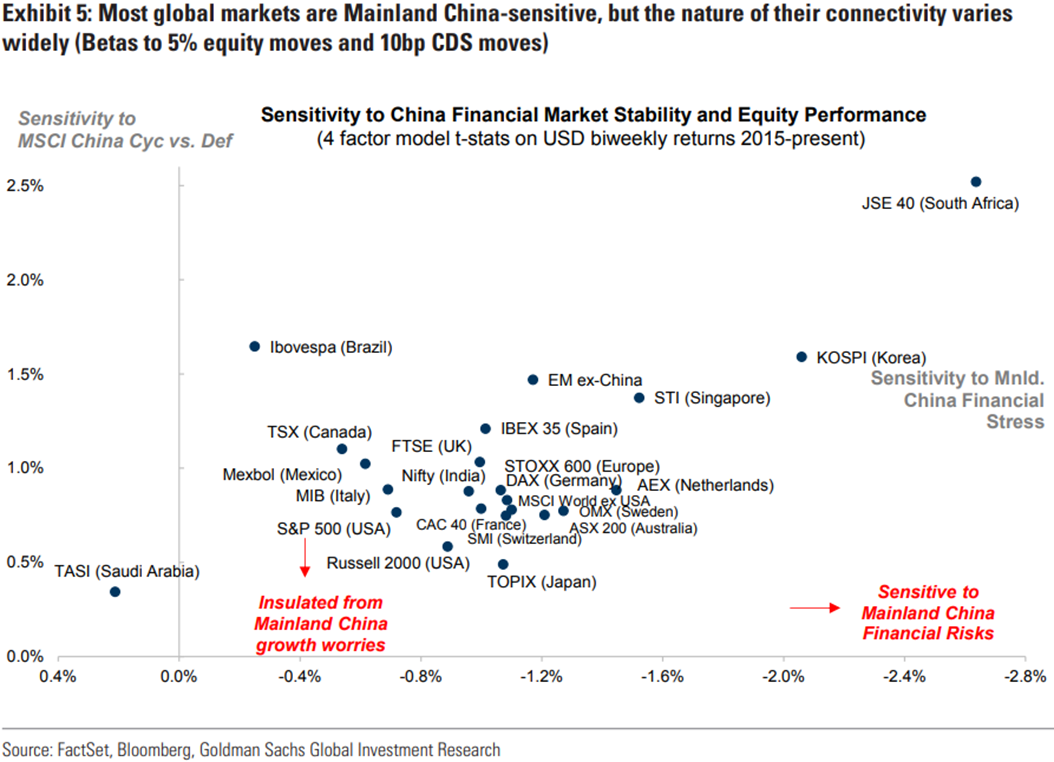 Exhibit 5: Most global markets are Mainland China-sensitive, but the nature of their connectivity varies
widely (Betas to 5% equity moves and 10bp CDS moves)
Sensitivity to
MSCI China Cyc vs. Def
Sensitivity to China Financial Market Stability and Equity Performance
(4 factor model t-stats on USD biweekly returns 2015-present)
2.5%
JSE 40 (South Africa)
2.0%
Ibovespa (Brazil)
KOSPI (Korea)
1.5%
EM ex-China
Sensitivity to Mnld.
China Financial
Stress
STI (Singapore)
TSX (Canada)
IBEX 35 (Spain)
FTSE (UK)
1.0%
STOXX 600 (Europe)
Mexbol (Mexico)
Nifty (India)
DAX (Germany)
AEX (Netherlands)
MIB (Italy)
MSCI World ex USA
OMX (Sweden)
S&P 500 (USA)
CAC 40 (France)
ASX 200 (Australia)
SMI (Switzerland)
0.5%
Russell 2000 (USA)
TASI (Saudi Arabia)
TOPIX (Japan)
Insulated from
Mainland China
growth worries
Sensitive to
Mainland China
Financial Risks
0.0%
0.4% 0.0% -0.4% -0.8% -1.2% -1.6% -2.0% -2.4% -2.8%
Source: FactSet, Bloomberg, Goldman Sachs Global Investment Research